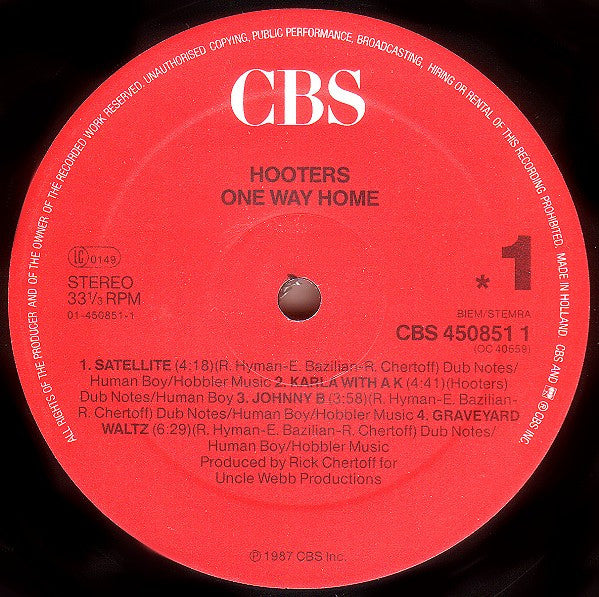 ALL RIGHTS OF THE PRODUCER AND OF THE OWNER OF THE RECORDED WORK RESERVED. UNAUTHORISED COPYING, PUBLIC PERFORMANCE, BROADCASTING, HIRING OR RENTAL OF THIS RECORDING PROHIBITED. MADE IN HOLLAND CBS AND ℗ CBS INC
CBS
HOOTERS
ONE WAY HOME
LC 0149
STEREO
33⅓ RPM
01-450851-1
* 1
BIEM/STEMRA
CBS 450851 1
(OC 40659)
1. SATELLITE (4:18)(R. Hyman-E. Bazilian-R. Chertoff) Dub Notes/
Human Boy/Hobbler Music 2. KARLA WITH A K (4:41)(Hooters)
Dub Notes/Human Boy 3. JOHNNY B (3:58)(R. Hyman-E. Bazilian-
R. Chertoff) Dub Notes/Human Boy/Hobbler Music 4. GRAVEYARD
WALTZ (6:29)(R. Hyman-E. Bazilian-R. Chertoff) Dub Notes/
Human Boy/Hobbler Music
Produced by Rick Chertoff for
Uncle Webb Productions
℗ 1987 CBS Inc.